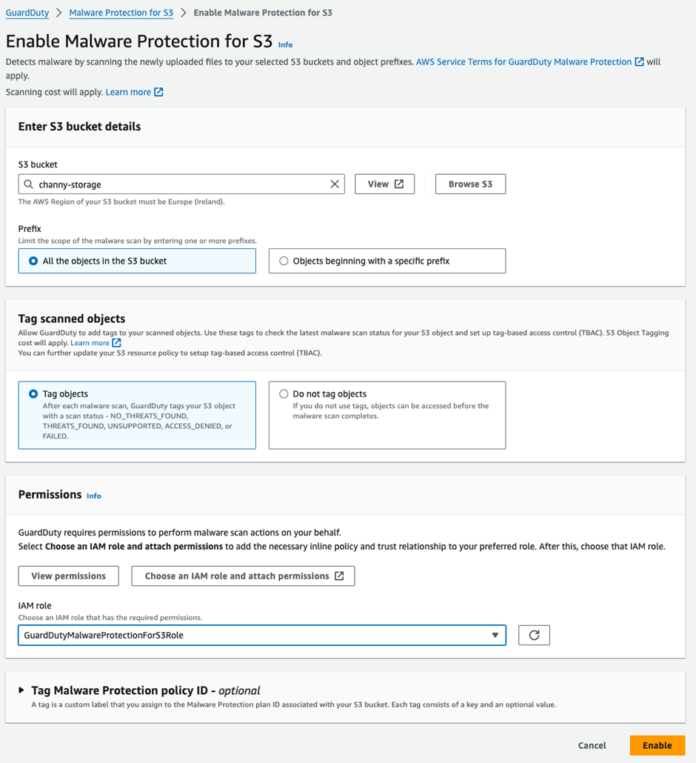 GuardDuty > Malware Protection for S3 > Enable Malware Protection for S3
Enable Malware Protection for S3 Info
Detects malware by scanning the newly uploaded files to your selected S3 buckets and object prefixes. AWS Service Terms for GuardDuty Malware Protection will
apply.
Scanning cost will apply. Learn more
Enter S3 bucket details
S3 bucket
channy-storage
View
Browse S3
The AWS Region of your S3 bucket must be Europe (Ireland).
Prefix
Limit the scope of the malware scan by entering one or more prefixes.
All the objects in the S3 bucket
Objects beginning with a specific prefix
Tag scanned objects
Allow GuardDuty to add tags to your scanned objects. Use these tags to check the latest malware scan status for your S3 object and set up tag-based access control (TBAC). S3 Object Tagging
cost will apply. Learn more
You can further update your S3 resource policy to setup tag-based access control (TBAC).
Tag objects
After each malware scan, GuardDuty tags your S3 object
with a scan status - NO_THREATS_FOUND,
THREATS_FOUND, UNSUPPORTED, ACCESS_DENIED, or
FAILED.
Do not tag objects
If you do not use tags, objects can be accessed before the
malware scan completes.
Permissions Info
GuardDuty requires permissions to perform malware scan actions on your behalf.
Select Choose an IAM role and attach permissions to add the necessary inline policy and trust relationship to your preferred role. After this, choose that IAM role.
View permissions
Choose an IAM role and attach permissions
IAM role
Choose an IAM role that has the required permissions.
GuardDutyMalwareProtectionForS3Role
Tag Malware Protection policy ID - optional
A tag is a custom label that you assign to the Malware Protection plan ID associated with your S3 bucket. Each tag consists of a key and an optional value.
Cancel
Enable